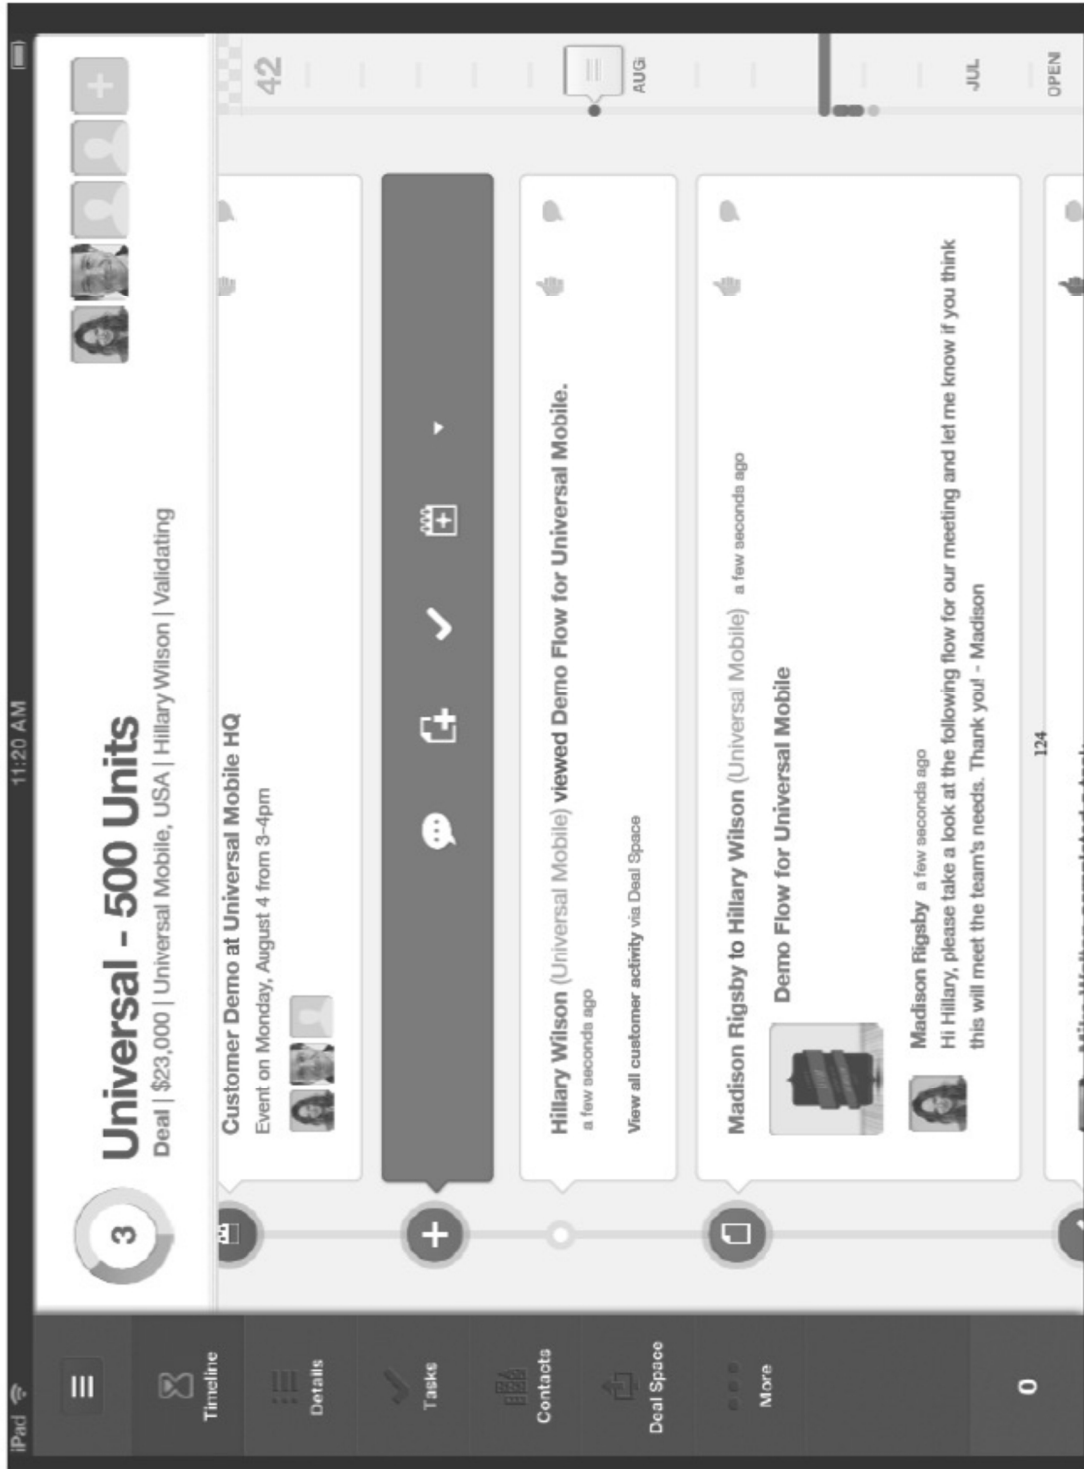 iPad
11:20 AM
3
Universal - 500 Units
Deal | $23,000 | Universal Mobile, USA | Hillary Wilson | Validating
Timeline
Details
Tasks
Contacts
Deal Space
More
0
Customer Demo at Universal Mobile HQ
Event on Monday, August 4 from 3-4pm
Hillary Wilson (Universal Mobile) viewed Demo Flow for Universal Mobile.
a few seconds ago
View all customer activity via Deal Space
Madison Rigsby to Hillary Wilson (Universal Mobile) a few seconds ago
Demo Flow for Universal Mobile
Madison Rigsby a few seconds ago
Hi Hillary, please take a look at the following flow for our meeting and let me know if you think
this will meet the team's needs. Thank you! - Madison
124
42
AUG
JUL
OPEN